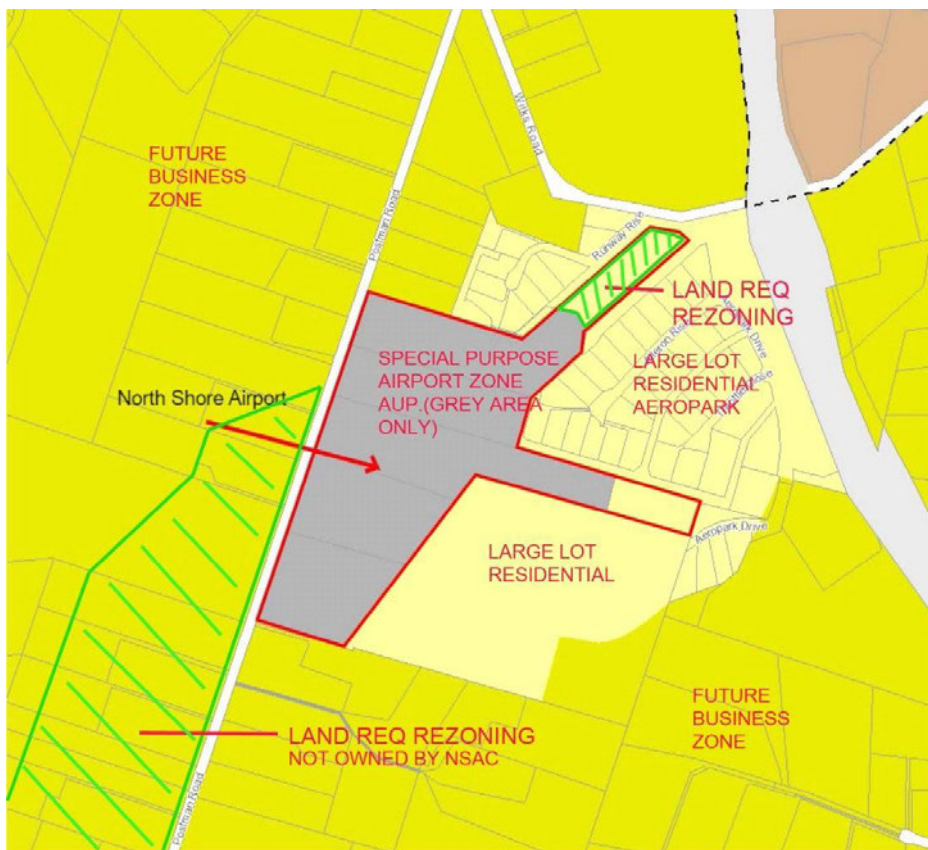 Wilks Road
FUTURE
BUSINESS
ZONE
Postman Road
Runway Rise
LAND REQ
REZONING
SPECIAL PURPOSE
AIRPORT ZONE
AUP.(GREY AREA
ONLY)
LARGE LOT
RESIDENTIAL
AEROPARK
North Shore Airport
Aeropark Drive
LARGE LOT
RESIDENTIAL
FUTURE
BUSINESS
ZONE
LAND REQ REZONING
NOT OWNED BY NSAC
Postman Road